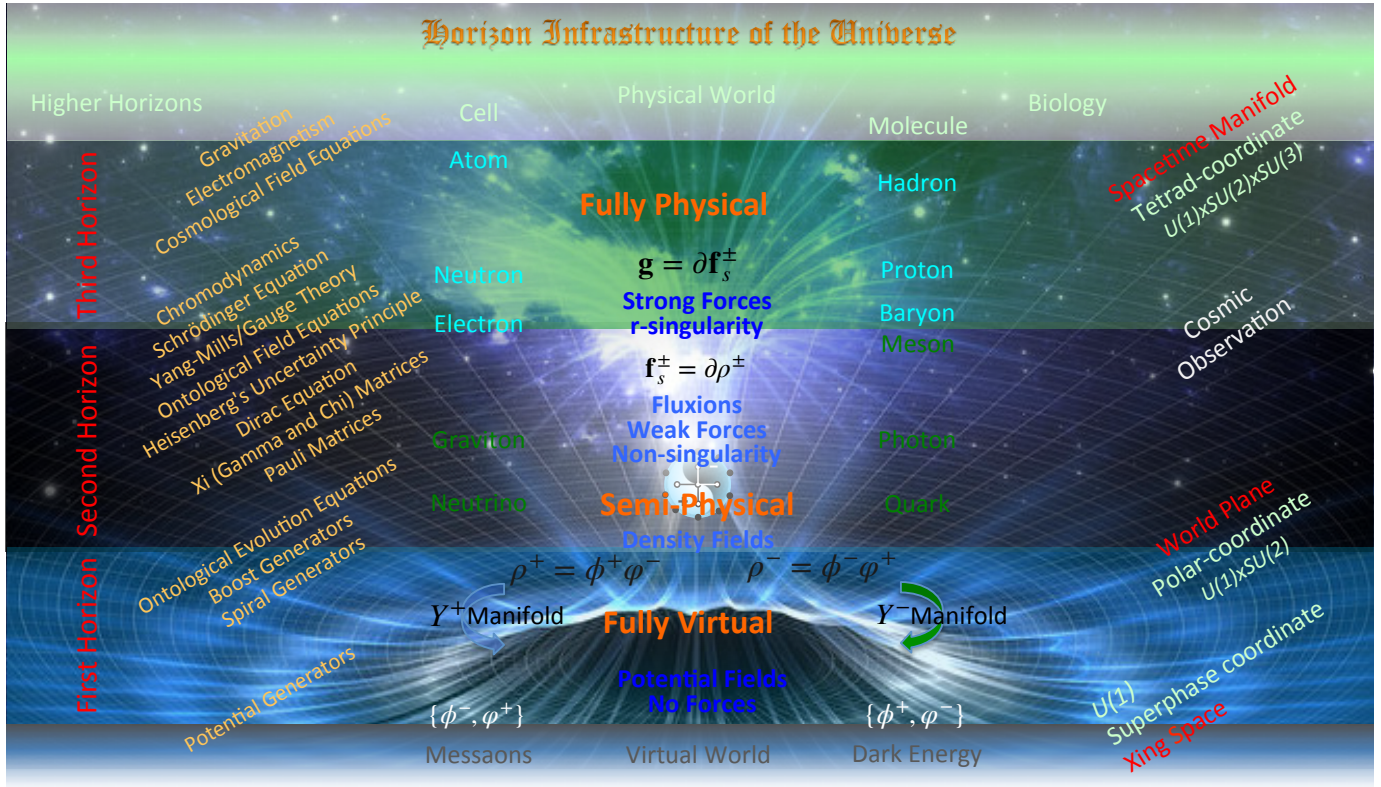 Horizon Infrastructure of the Universe
Higher Horizons
Physical World
Biology
Cell
Molecule
Gravitation
Electromagnetism
Cosmological Field Equations
Spacetime Manifold
Tetrad-coordinate
U(1)xSU(2)xSU(3)
Third Horizon
Atom
Hadron
Fully Physical
g = ∂f_s^±
Neutron
Proton
Strong Forces
r-singularity
Electron
Baryon
Meson
Chromodynamics
Schrödinger Equation
Yang-Mills/Gauge Theory
Ontological Field Equations
Heisenberg's Uncertainty Principle
Dirac Equation
Xi (Gamma and Chi) Matrices
Pauli Matrices
Cosmic
Observation
Second Horizon
f_s^± = ∂ρ^±
Fluxions
Weak Forces
Non-singularity
Graviton
Photon
Neutrino
Semi-Physical
Quark
Density Fields
Ontological Evolution Equations
Boost Generators
Spiral Generators
World Plane
Polar-coordinate
U(1)xSU(2)
First Horizon
ρ^+ = ϕ^+φ^−
ρ^− = ϕ^−φ^+
Y^+ Manifold
Fully Virtual
Y^− Manifold
Potential Fields
No Forces
Potential Generators
{ϕ^−, φ^+}
{ϕ^+, φ^−}
U(1)
Superphase coordinate
Xing Space
Messaons
Virtual World
Dark Energy